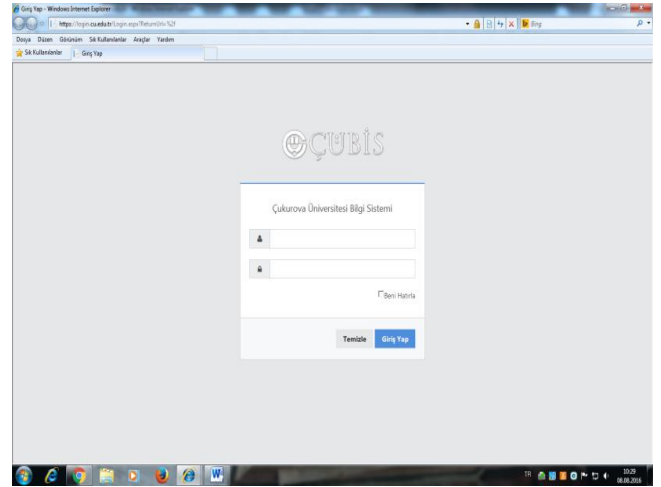 Giriş Yap - Windows Internet Explorer
https://login.cu.edu.tr/Login.aspx?ReturnUrl=%2f
Bing
Dosya Düzen Görünüm Sık Kullanılanlar Araçlar Yardım
Sık Kullanılanlar Giriş Yap
ÇÜBİS
Çukurova Üniversitesi Bilgi Sistemi
Beni Hatırla
Temizle Giriş Yap
TR
10:29
08.08.2016